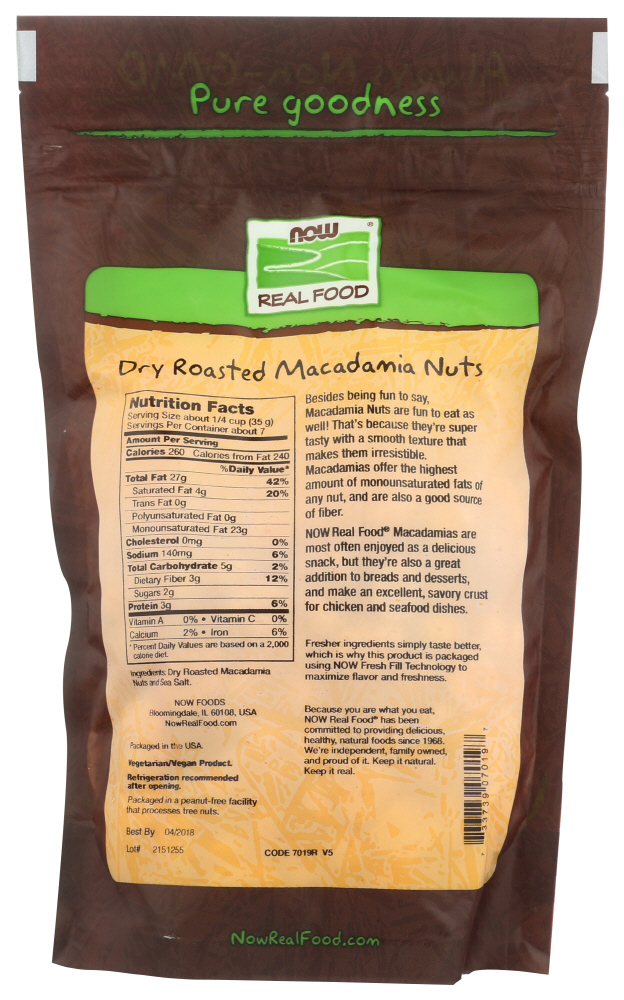 Pure goodness
now®
REAL FOOD
Dry Roasted Macadamia Nuts
Nutrition Facts
Serving Size about 1/4 cup (35 g)
Servings Per Container about 7
Amount Per Serving
Calories 260 Calories from Fat 240
%Daily Value*
Total Fat 27g 42%
Saturated Fat 4g 20%
Trans Fat 0g
Polyunsaturated Fat 0g
Monounsaturated Fat 23g
Cholesterol 0mg 0%
Sodium 140mg 6%
Total Carbohydrate 5g 2%
Dietary Fiber 3g 12%
Sugars 2g
Protein 3g 6%
Vitamin A 0% • Vitamin C 0%
Calcium 2% • Iron 6%
*Percent Daily Values are based on a 2,000
calorie diet.
Ingredients: Dry Roasted Macadamia
Nuts and Sea Salt.
NOW FOODS
Bloomingdale, IL 60108, USA
NowRealFood.com
Packaged in the USA.
Vegetarian/Vegan Product.
Refrigeration recommended
after opening.
Packaged in a peanut-free facility
that processes tree nuts.
Best By 04/2018
Lot# 2151255
Besides being fun to say,
Macadamia Nuts are fun to eat as
well! That's because they're super
tasty with a smooth texture that
makes them irresistible.
Macadamias offer the highest
amount of monounsaturated fats of
any nut, and are also a good source
of fiber.
NOW Real Food® Macadamias are
most often enjoyed as a delicious
snack, but they're also a great
addition to breads and desserts,
and make an excellent, savory crust
for chicken and seafood dishes.
Fresher ingredients simply taste better,
which is why this product is packaged
using NOW Fresh Fill Technology to
maximize flavor and freshness.
Because you are what you eat,
NOW Real Food® has been
committed to providing delicious,
healthy, natural foods since 1968.
We're independent, family owned,
and proud of it. Keep it natural.
Keep it real.
CODE 7019R V5
7 33739 07019 7
NowRealFood.com